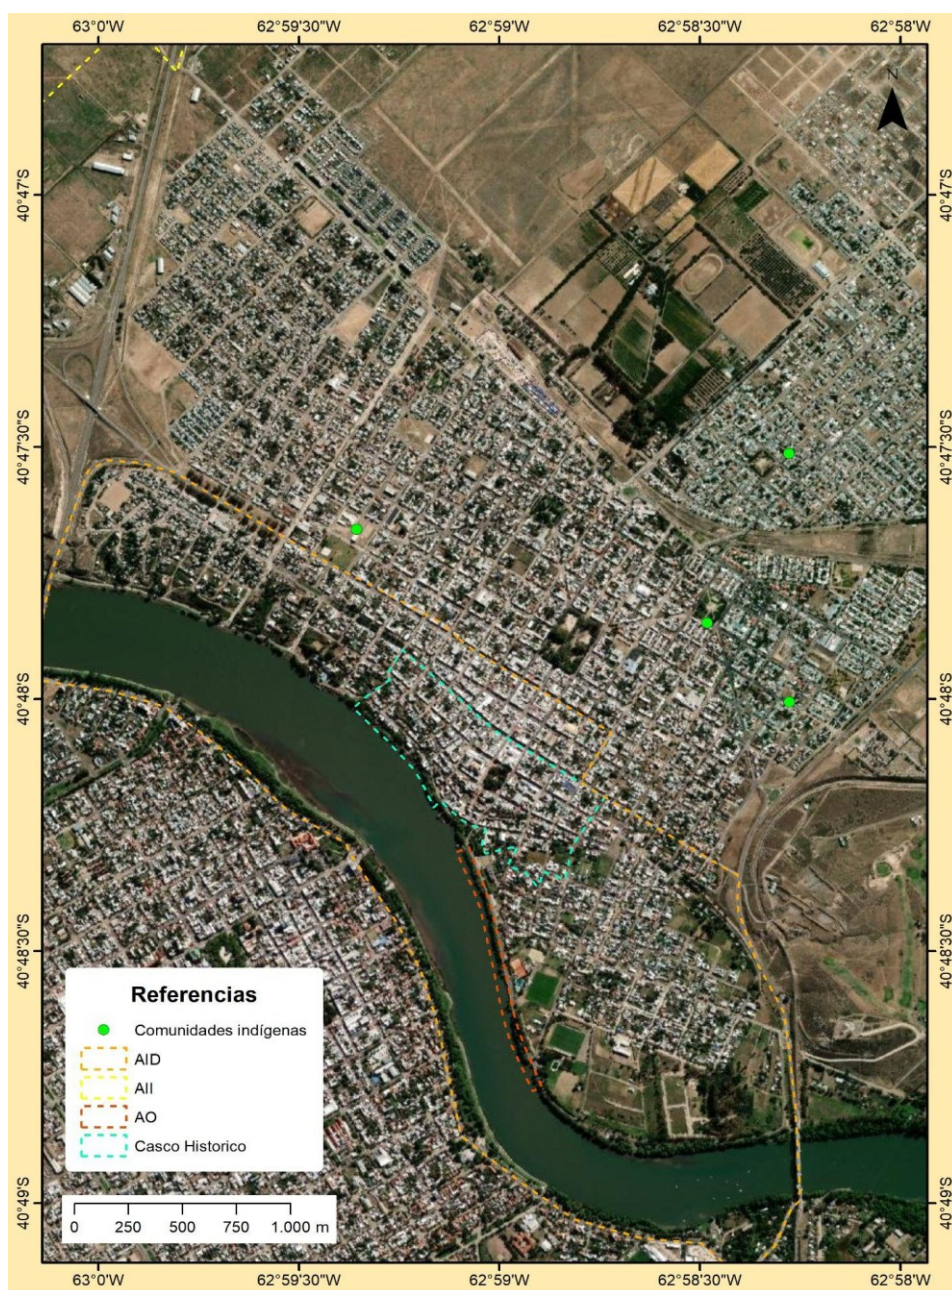 63°0'W 62°59'30"W 62°59'W 62°58'30"W 62°58'W
N
40°47'S 40°47'S
40°47'30"S 40°47'30"S
40°48'S 40°48'S
40°48'30"S 40°48'30"S
40°49'S 40°49'S
Referencias
Comunidades indígenas
AID
AII
AO
Casco Historico
0 250 500 750 1.000 m
63°0'W 62°59'30"W 62°59'W 62°58'30"W 62°58'W